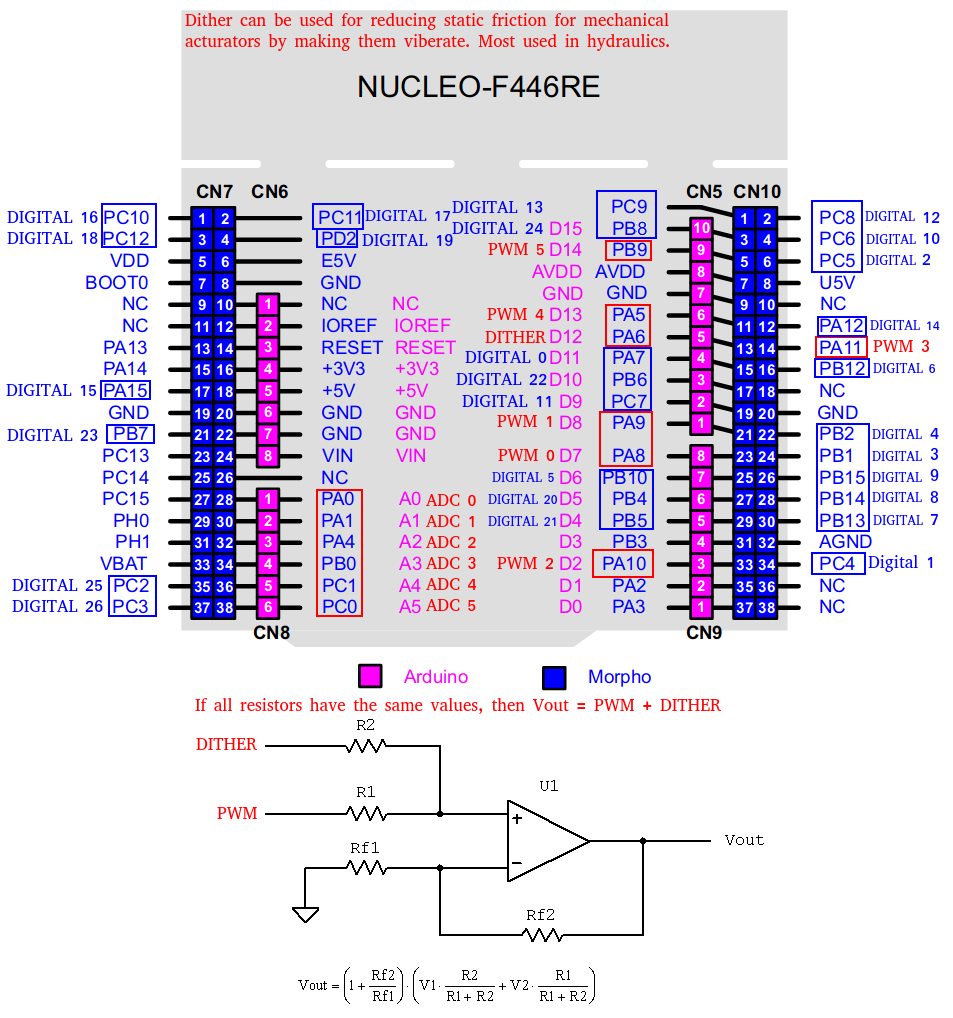 Dither can be used for reducing static friction for mechanical
acturators by making them viberate. Most used in hydraulics.
NUCLEO-F446RE
CN7 CN6 CN5 CN10
DIGITAL 16 PC10 1 2 PC11 DIGITAL 17 DIGITAL 13 PC9 1 2 PC8 DIGITAL 12
DIGITAL 18 PC12 3 4 PD2 DIGITAL 19 DIGITAL 24 D15 PB8 10 3 4 PC6 DIGITAL 10
VDD 5 6 E5V PWM 5 D14 PB9 9 5 6 PC5 DIGITAL 2
BOOT0 7 8 GND AVDD AVDD 8 7 8 U5V
NC 9 10 1 NC NC GND GND 7 9 10 NC
NC 11 12 2 IOREF IOREF PWM 4 D13 PA5 6 11 12 PA12 DIGITAL 14
PA13 13 14 3 RESET RESET DITHER D12 PA6 5 13 14 PA11 PWM 3
PA14 15 16 4 +3V3 +3V3 DIGITAL 0 D11 PA7 4 15 16 PB12 DIGITAL 6
DIGITAL 15 PA15 17 18 5 +5V +5V DIGITAL 22 D10 PB6 3 17 18 NC
GND 19 20 6 GND GND DIGITAL 11 D9 PC7 2 19 20 GND
DIGITAL 23 PB7 21 22 7 GND GND PWM 1 D8 PA9 1 21 22 PB2 DIGITAL 4
PC13 23 24 8 VIN VIN PWM 0 D7 PA8 8 23 24 PB1 DIGITAL 3
PC14 25 26 NC DIGITAL 5 D6 PB10 7 25 26 PB15 DIGITAL 9
PC15 27 28 1 PA0 A0 ADC 0 DIGITAL 20 D5 PB4 6 27 28 PB14 DIGITAL 8
PH0 29 30 2 PA1 A1 ADC 1 DIGITAL 21 D4 PB5 5 29 30 PB13 DIGITAL 7
PH1 31 32 3 PA4 A2 ADC 2 D3 PB3 4 31 32 AGND
VBAT 33 34 4 PB0 A3 ADC 3 PWM 2 D2 PA10 3 33 34 PC4 Digital 1
DIGITAL 25 PC2 35 36 5 PC1 A4 ADC 4 D1 PA2 2 35 36 NC
DIGITAL 26 PC3 37 38 6 PC0 A5 ADC 5 D0 PA3 1 37 38 NC
CN8 CN9
Arduino Morpho
If all resistors have the same values, then Vout = PWM + DITHER
R2
DITHER
U1
R1
PWM
+
Vout
Rf1
−
Rf2
Vout = (1 + Rf2/Rf1) · (V1 · R2/(R1 + R2) + V2 · R1/(R1 + R2))